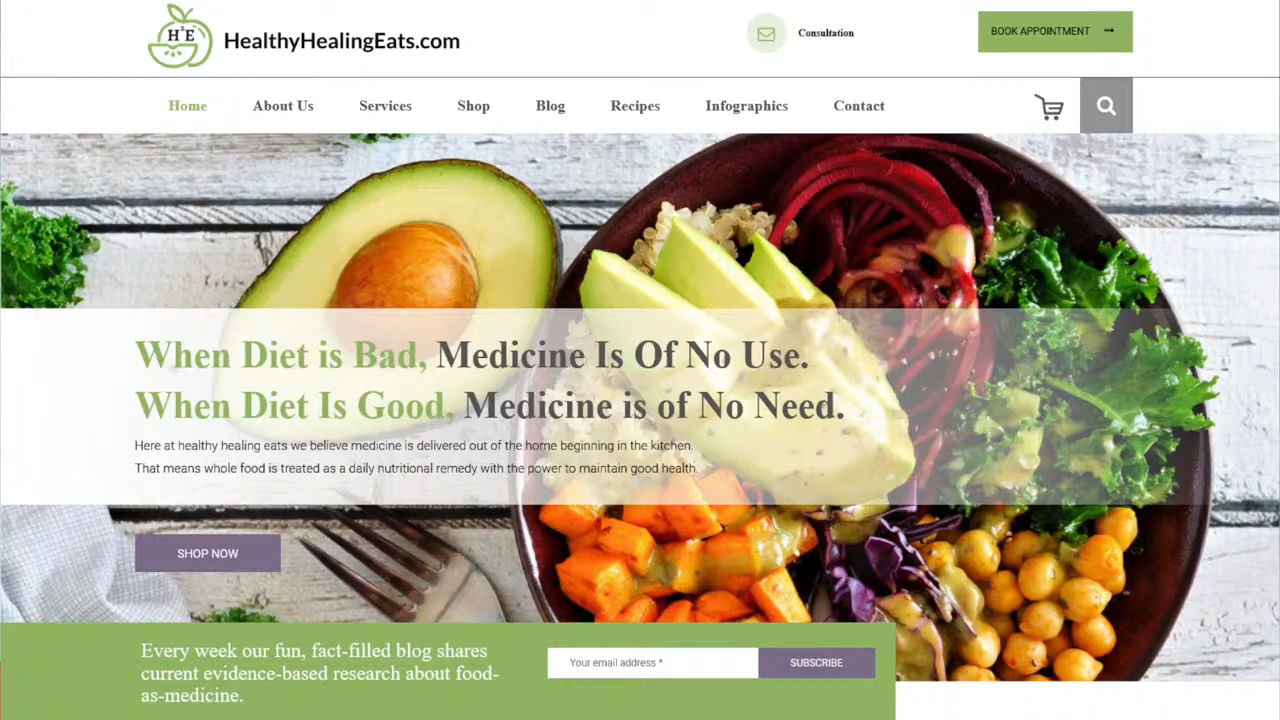 H'E
HealthyHealingEats.com
Consultation
BOOK APPOINTMENT
Home
About Us
Services
Shop
Blog
Recipes
Infographics
Contact
When Diet is Bad, Medicine Is Of No Use.
When Diet Is Good, Medicine is of No Need.
Here at healthy healing eats we believe medicine is delivered out of the home beginning in the kitchen.
That means whole food is treated as a daily nutritional remedy with the power to maintain good health.
SHOP NOW
Every week our fun, fact-filled blog shares
current evidence-based research about food-
as-medicine.
Your email address *
SUBSCRIBE